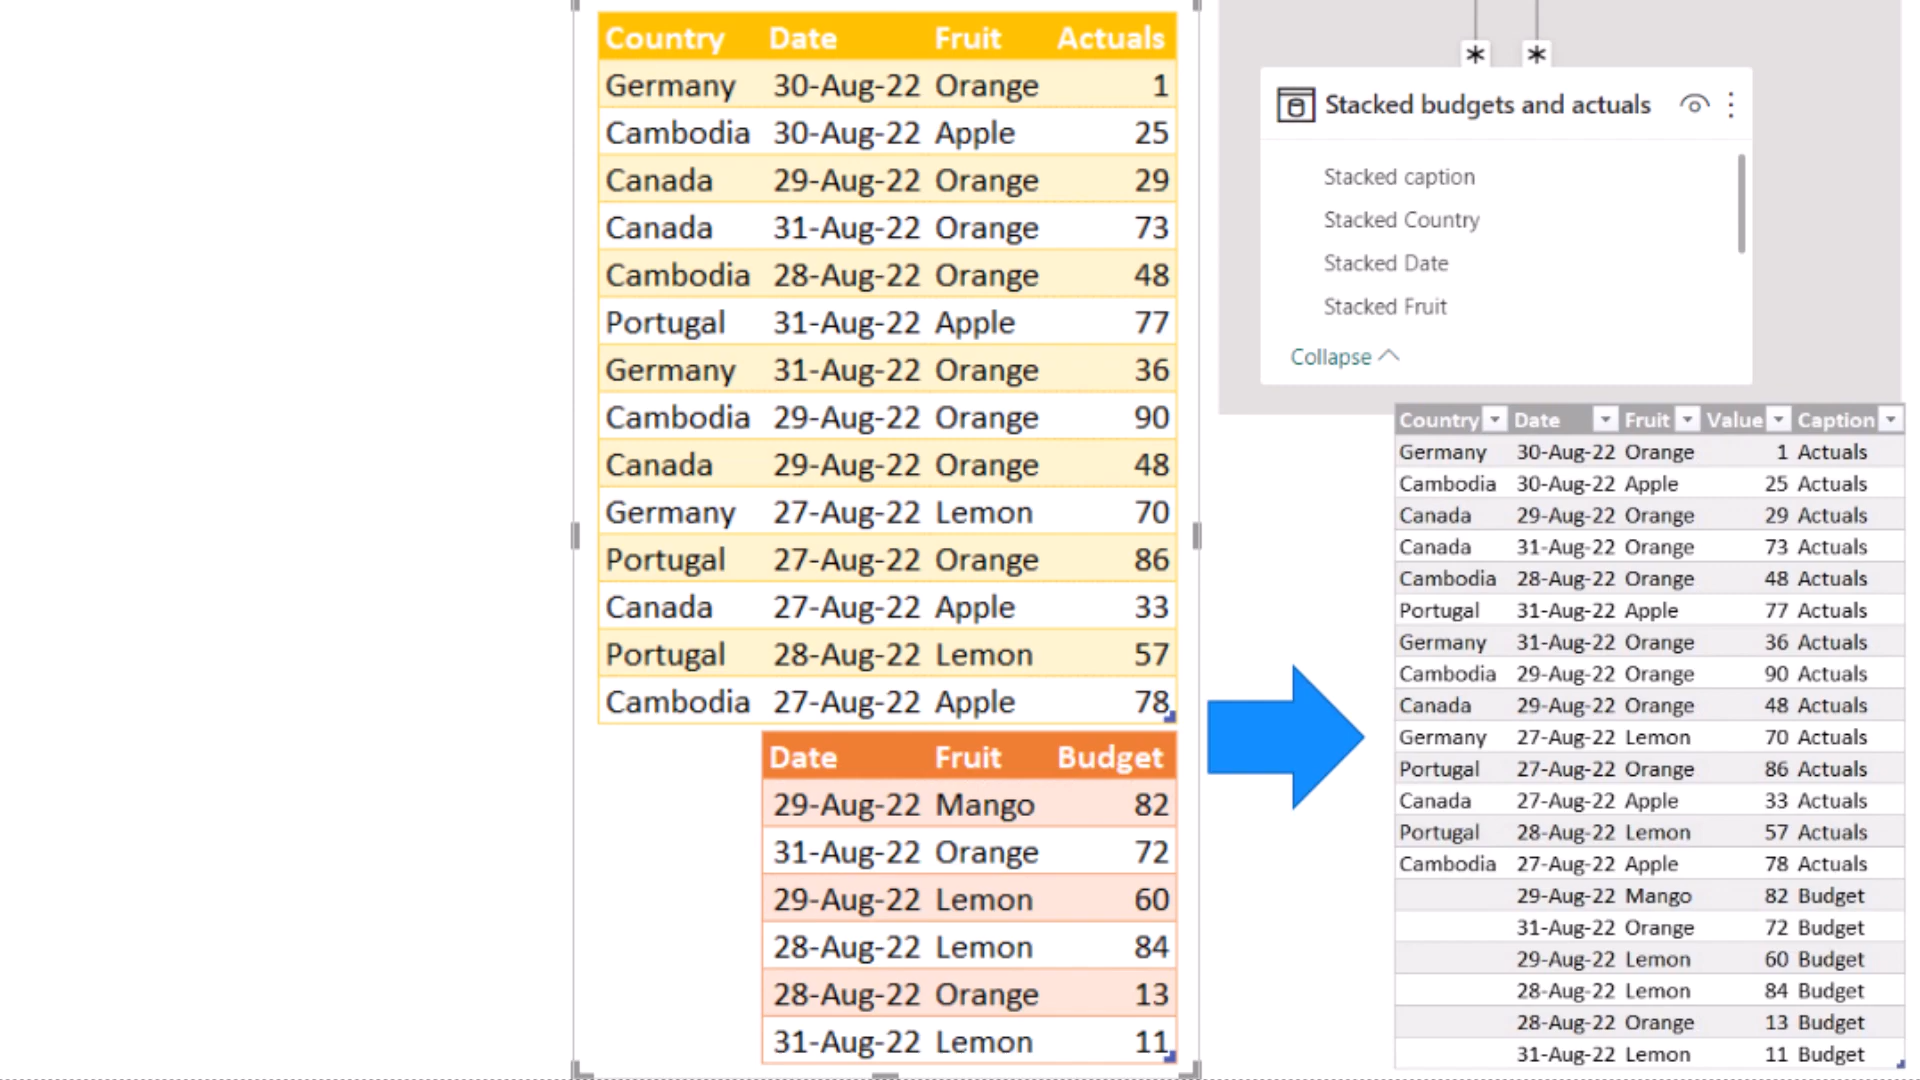 Country Date Fruit Actuals
Germany 30-Aug-22 Orange 1
Cambodia 30-Aug-22 Apple 25
Canada 29-Aug-22 Orange 29
Canada 31-Aug-22 Orange 73
Cambodia 28-Aug-22 Orange 48
Portugal 31-Aug-22 Apple 77
Germany 31-Aug-22 Orange 36
Cambodia 29-Aug-22 Orange 90
Canada 29-Aug-22 Orange 48
Germany 27-Aug-22 Lemon 70
Portugal 27-Aug-22 Orange 86
Canada 27-Aug-22 Apple 33
Portugal 28-Aug-22 Lemon 57
Cambodia 27-Aug-22 Apple 78
Date Fruit Budget
29-Aug-22 Mango 82
31-Aug-22 Orange 72
29-Aug-22 Lemon 60
28-Aug-22 Lemon 84
28-Aug-22 Orange 13
31-Aug-22 Lemon 11
* *
Stacked budgets and actuals
Stacked caption
Stacked Country
Stacked Date
Stacked Fruit
Collapse
Country Date Fruit Value Caption
Germany 30-Aug-22 Orange 1 Actuals
Cambodia 30-Aug-22 Apple 25 Actuals
Canada 29-Aug-22 Orange 29 Actuals
Canada 31-Aug-22 Orange 73 Actuals
Cambodia 28-Aug-22 Orange 48 Actuals
Portugal 31-Aug-22 Apple 77 Actuals
Germany 31-Aug-22 Orange 36 Actuals
Cambodia 29-Aug-22 Orange 90 Actuals
Canada 29-Aug-22 Orange 48 Actuals
Germany 27-Aug-22 Lemon 70 Actuals
Portugal 27-Aug-22 Orange 86 Actuals
Canada 27-Aug-22 Apple 33 Actuals
Portugal 28-Aug-22 Lemon 57 Actuals
Cambodia 27-Aug-22 Apple 78 Actuals
29-Aug-22 Mango 82 Budget
31-Aug-22 Orange 72 Budget
29-Aug-22 Lemon 60 Budget
28-Aug-22 Lemon 84 Budget
28-Aug-22 Orange 13 Budget
31-Aug-22 Lemon 11 Budget